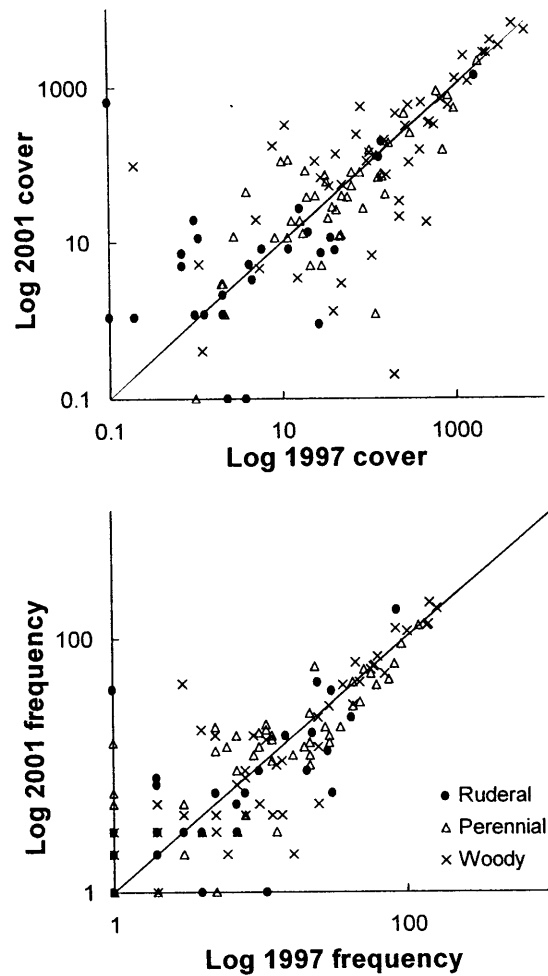 Log 2001 cover
1000
10
0.1
0.1 10 1000
Log 1997 cover
Log 2001 frequency
100
1
Ruderal
Perennial
Woody
1 100
Log 1997 frequency